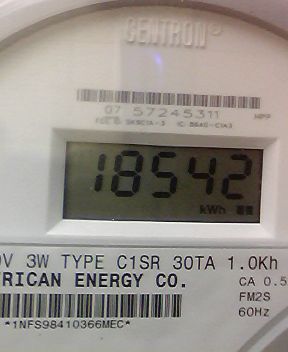 CENTRON®
07 57245311
MPP
18542
kWh
0V 3W TYPE C1SR 30TA 1.0Kh
RICAN ENERGY CO.
CA 0.5
FM2S
60Hz
*1NFS98410366MEC*